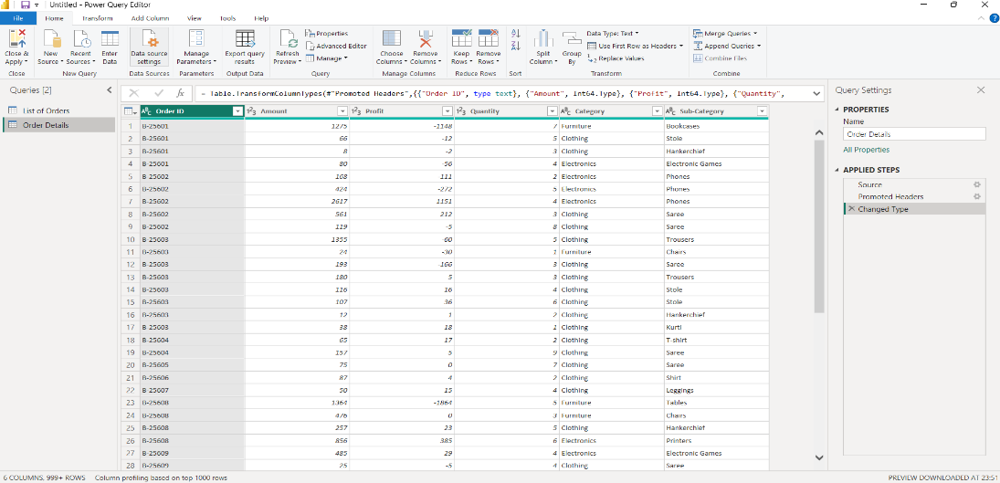 Untitled - Power Query Editor
File Home Transform Add Column View Tools Help
Close & Apply New Source Recent Sources Enter Data Data source settings Manage Parameters Export query results Refresh Preview Properties Advanced Editor Manage Choose Columns Remove Columns Keep Rows Remove Rows Split Column Group By Data Type: Text Use First Row as Headers Replace Values Merge Queries Append Queries Combine Files
Close New Query Data Sources Parameters Output Data Query Manage Columns Reduce Rows Sort Transform Combine
Queries [2]
List of Orders
Order Details
fx = Table.TransformColumnTypes(#"Promoted Headers",{{"Order ID", type text}, {"Amount", Int64.Type}, {"Profit", Int64.Type}, {"Quantity",
ABC Order ID 123 Amount 123 Profit 123 Quantity ABC Category ABC Sub-Category
1 B-25601 1275 -1148 7 Furniture Bookcases
2 B-25601 66 -12 5 Clothing Stole
3 B-25601 8 -2 3 Clothing Hankerchief
4 B-25601 80 -56 4 Electronics Electronic Games
5 B-25602 168 111 2 Electronics Phones
6 B-25602 424 -272 5 Electronics Phones
7 B-25602 2617 1151 4 Electronics Phones
8 B-25602 561 212 3 Clothing Saree
9 B-25602 119 -5 8 Clothing Saree
10 B-25603 1355 -60 5 Clothing Trousers
11 B-25603 24 -30 1 Furniture Chairs
12 B-25603 193 -166 3 Clothing Saree
13 B-25603 180 5 3 Clothing Trousers
14 B-25603 116 16 4 Clothing Stole
15 B-25603 107 36 6 Clothing Stole
16 B-25603 12 1 2 Clothing Hankerchief
17 B-25603 38 18 1 Clothing Kurti
18 B-25604 65 17 2 Clothing T-shirt
19 B-25604 157 5 9 Clothing Saree
20 B-25605 75 0 7 Clothing Saree
21 B-25606 87 4 2 Clothing Shirt
22 B-25607 50 15 4 Clothing Leggings
23 B-25608 1364 -1864 5 Furniture Tables
24 B-25608 476 0 3 Furniture Chairs
25 B-25608 257 23 5 Clothing Hankerchief
26 B-25608 856 385 6 Electronics Printers
27 B-25609 485 29 4 Electronics Electronic Games
28 B-25609 25 -5 4 Clothing Saree
Query Settings
PROPERTIES
Name
Order Details
All Properties
APPLIED STEPS
Source
Promoted Headers
Changed Type
6 COLUMNS, 999+ ROWS Column profiling based on top 1000 rows PREVIEW DOWNLOADED AT 23:51